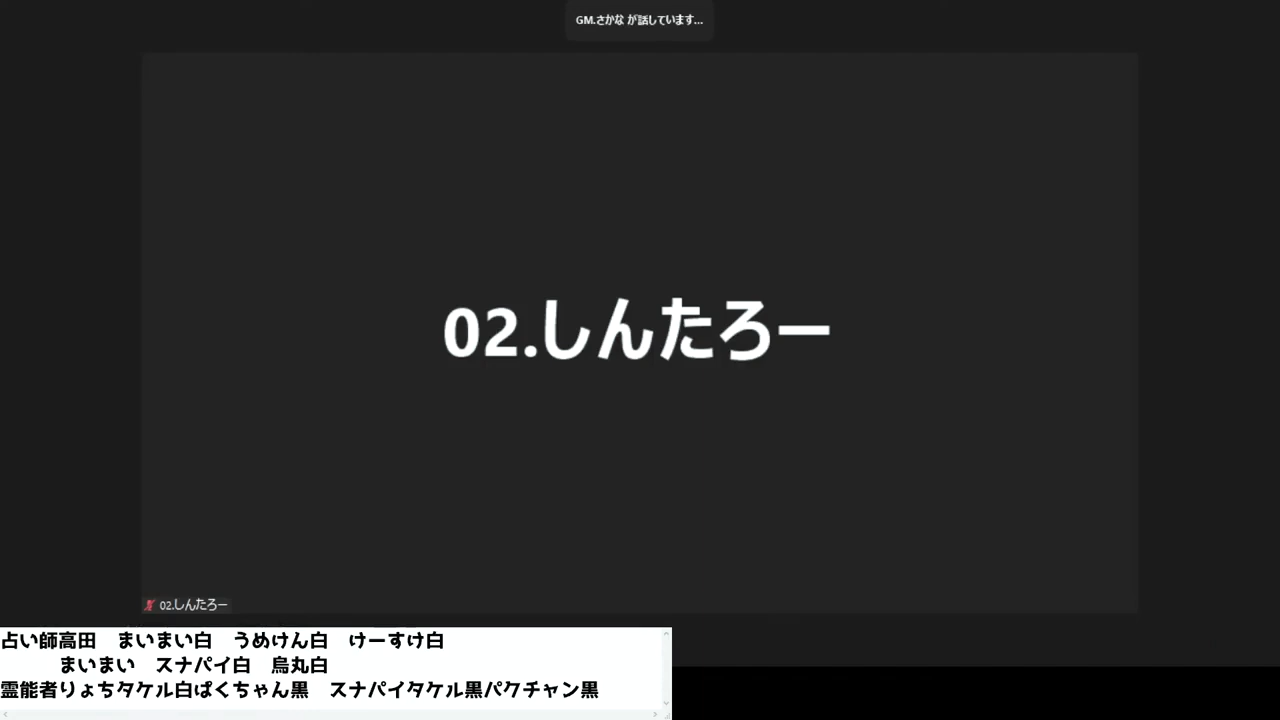 GM.さかな が話しています...
02.しんたろー
02.しんたろー
占い師高田　まいまい白　うめけん白　けーすけ白
まいまい　スナパイ白　烏丸白
霊能者りょちタケル白ぱくちゃん黒　スナパイタケル黒パクチャン黒